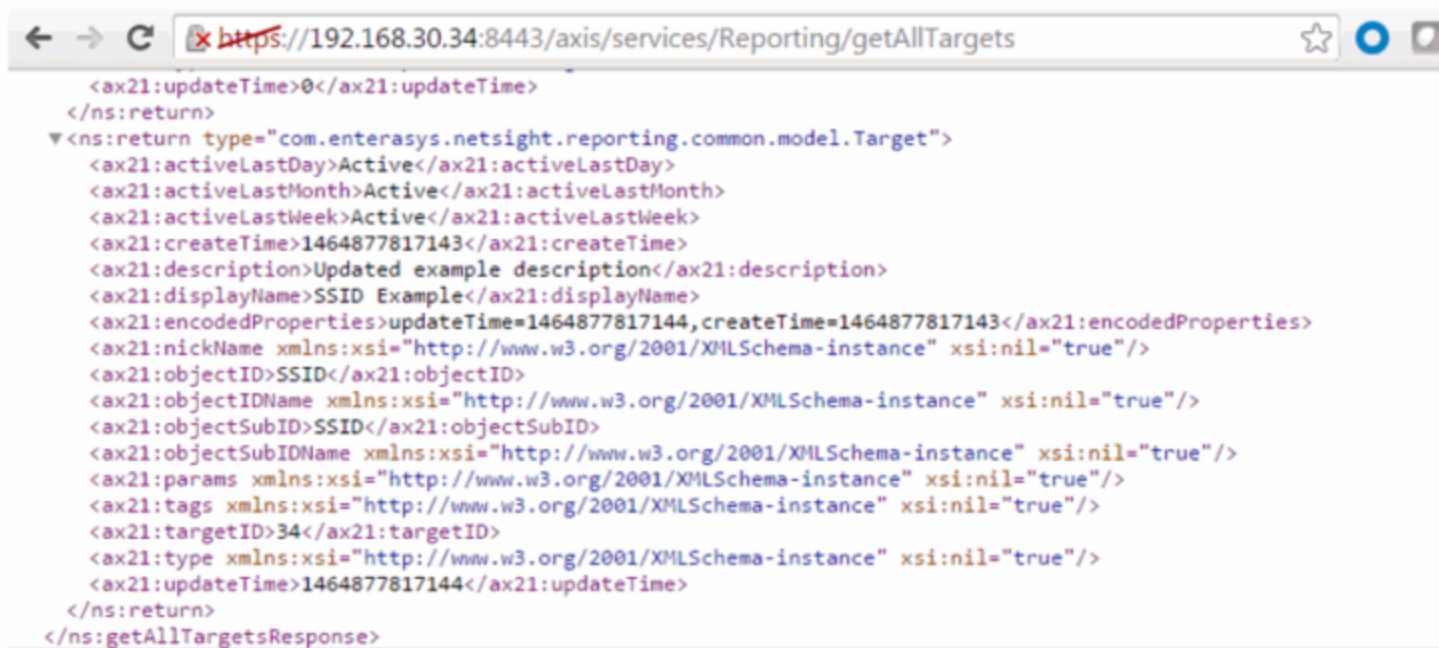 https://192.168.30.34:8443/axis/services/Reporting/getAllTargets
<ax21:updateTime>0</ax21:updateTime>
</ns:return>
▼<ns:return type="com.enterasys.netsight.reporting.common.model.Target">
<ax21:activeLastDay>Active</ax21:activeLastDay>
<ax21:activeLastMonth>Active</ax21:activeLastMonth>
<ax21:activeLastWeek>Active</ax21:activeLastWeek>
<ax21:createTime>1464877817143</ax21:createTime>
<ax21:description>Updated example description</ax21:description>
<ax21:displayName>SSID Example</ax21:displayName>
<ax21:encodedProperties>updateTime=1464877817144,createTime=1464877817143</ax21:encodedProperties>
<ax21:nickName xmlns:xsi="http://www.w3.org/2001/XMLSchema-instance" xsi:nil="true"/>
<ax21:objectID>SSID</ax21:objectID>
<ax21:objectIDName xmlns:xsi="http://www.w3.org/2001/XMLSchema-instance" xsi:nil="true"/>
<ax21:objectSubID>SSID</ax21:objectSubID>
<ax21:objectSubIDName xmlns:xsi="http://www.w3.org/2001/XMLSchema-instance" xsi:nil="true"/>
<ax21:params xmlns:xsi="http://www.w3.org/2001/XMLSchema-instance" xsi:nil="true"/>
<ax21:tags xmlns:xsi="http://www.w3.org/2001/XMLSchema-instance" xsi:nil="true"/>
<ax21:targetID>34</ax21:targetID>
<ax21:type xmlns:xsi="http://www.w3.org/2001/XMLSchema-instance" xsi:nil="true"/>
<ax21:updateTime>1464877817144</ax21:updateTime>
</ns:return>
</ns:getAllTargetsResponse>